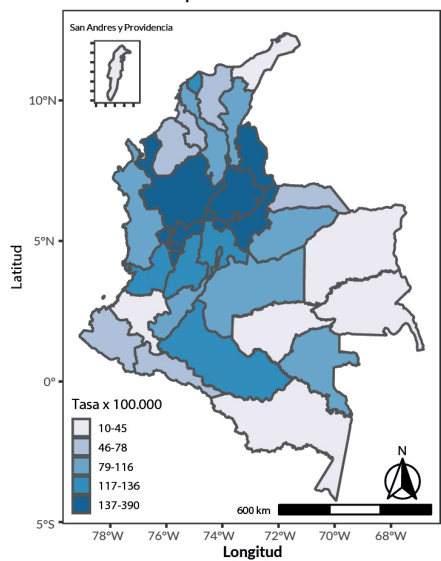 San Andres y Providencia
10°N
5°N
0°
5°S
Latitud
Tasa x 100.000
10-45
46-78
79-116
117-136
137-390
N
600 km
78°W 76°W 74°W 72°W 70°W 68°W
Longitud